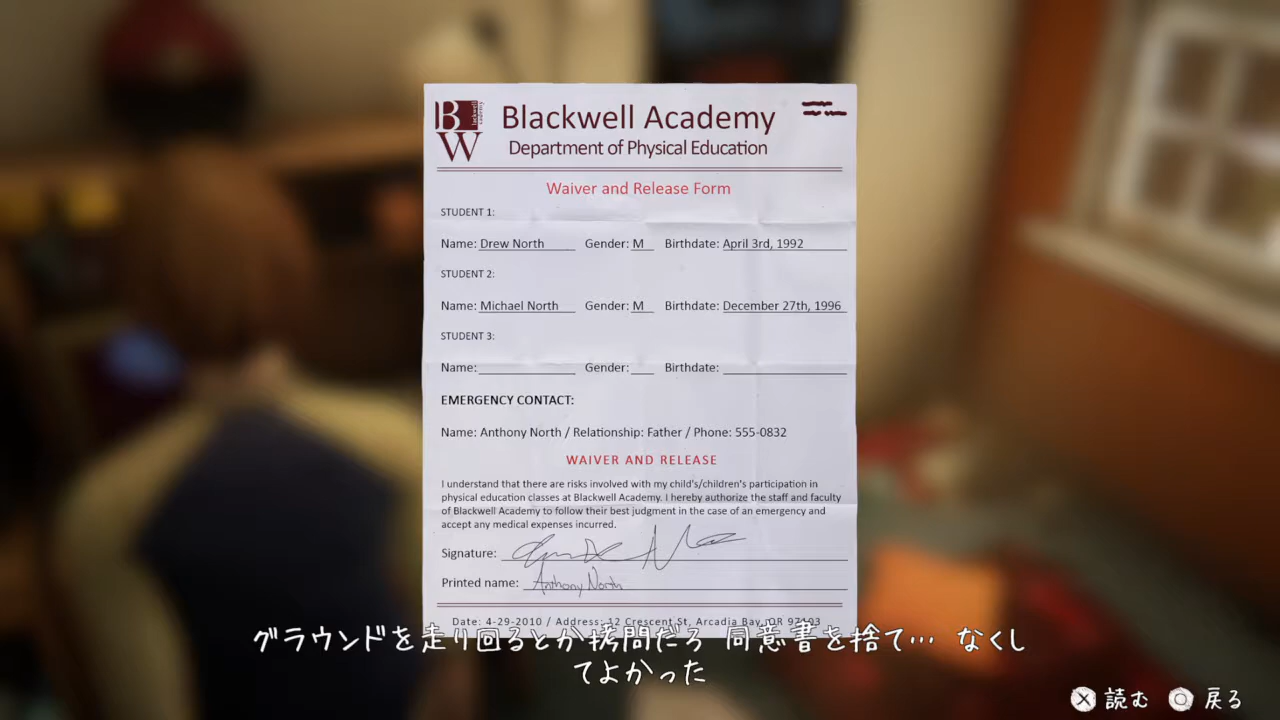 B
W
Blackwell Academy
Department of Physical Education
Waiver and Release Form
STUDENT 1:
Name: Drew North Gender: M Birthdate: April 3rd, 1992
STUDENT 2:
Name: Michael North Gender: M Birthdate: December 27th, 1996
STUDENT 3:
Name: Gender: Birthdate:
EMERGENCY CONTACT:
Name: Anthony North / Relationship: Father / Phone: 555-0832
WAIVER AND RELEASE
I understand that there are risks involved with my child's/children's participation in
physical education classes at Blackwell Academy. I hereby authorize the staff and faculty
of Blackwell Academy to follow their best judgment in the case of an emergency and
accept any medical expenses incurred.
Signature:
Printed name: Anthony North
Date: 4-29-2010 / Address: 12 Crescent St, Arcadia Bay, OR
グラウンドを走り回るとか拷問だろ 同意書を捨て… なくし
てよかった
読む 戻る